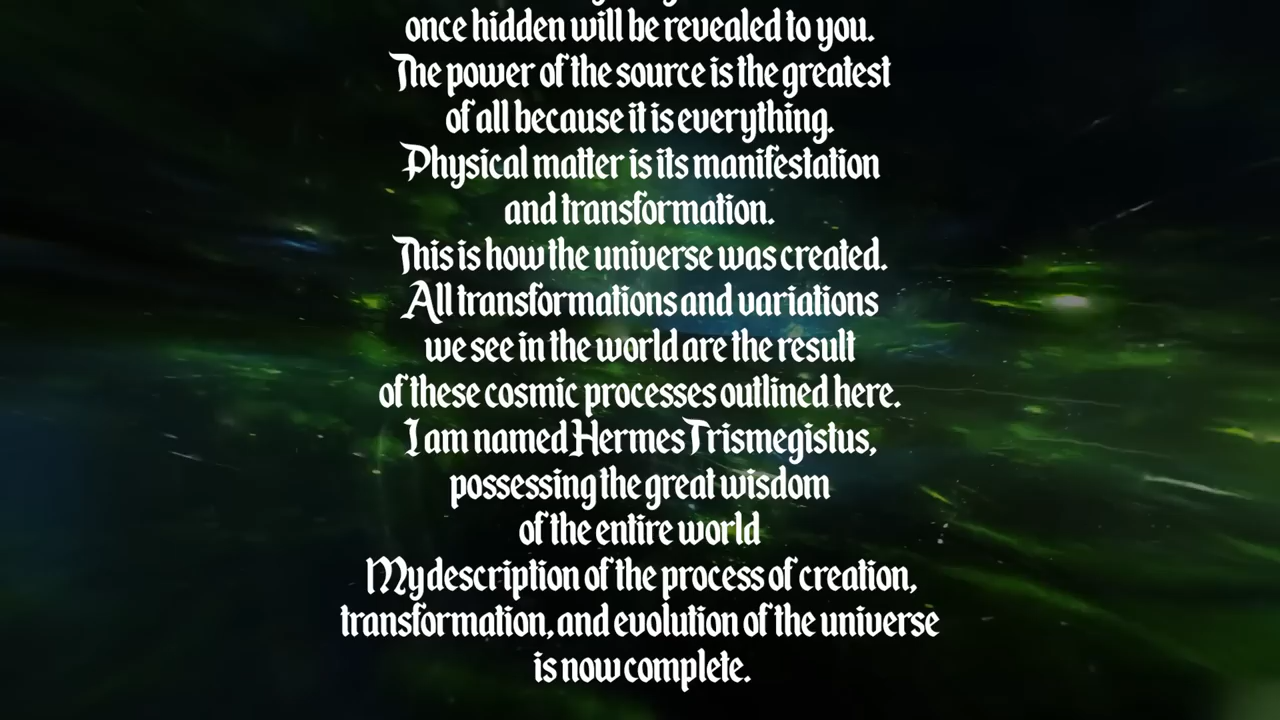 once hidden will be revealed to you.
The power of the source is the greatest
of all because it is everything.
Physical matter is its manifestation
and transformation.
This is how the universe was created.
All transformations and variations
we see in the world are the result
of these cosmic processes outlined here.
I am named Hermes Trismegistus,
possessing the great wisdom
of the entire world
My description of the process of creation,
transformation, and evolution of the universe
is now complete.